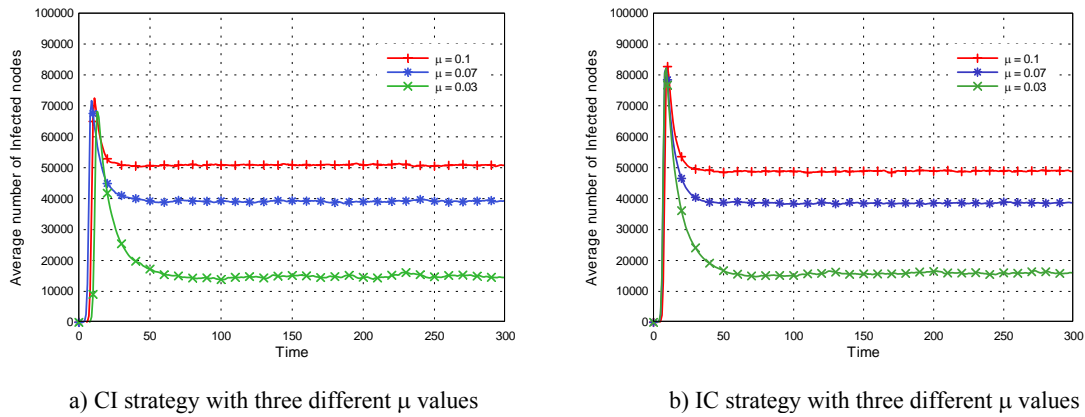 100000
90000
80000
70000
60000
50000
40000
30000
20000
10000
0
Average number of Infected nodes
0 50 100 150 200 250 300
Time
μ = 0.1
μ = 0.07
μ = 0.03
a) CI strategy with three different μ values
100000
90000
80000
70000
60000
50000
40000
30000
20000
10000
0
Average number of Infected nodes
0 50 100 150 200 250 300
Time
μ = 0.1
μ = 0.07
μ = 0.03
b) IC strategy with three different μ values